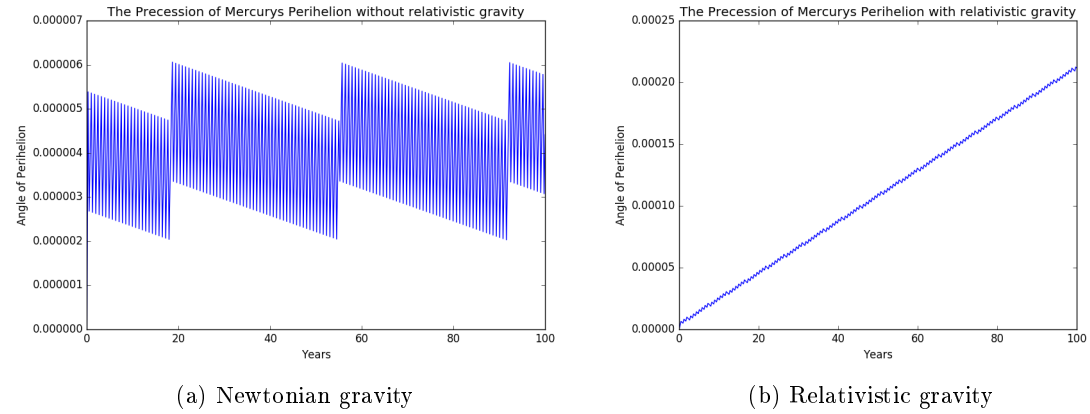 The Precession of Mercurys Perihelion without relativistic gravity
0.000007
0.000006
0.000005
0.000004
0.000003
0.000002
0.000001
0.000000
Angle of Perihelion
0 20 40 60 80 100
Years
(a) Newtonian gravity
The Precession of Mercurys Perihelion with relativistic gravity
0.00025
0.00020
0.00015
0.00010
0.00005
0.00000
Angle of Perihelion
0 20 40 60 80 100
Years
(b) Relativistic gravity